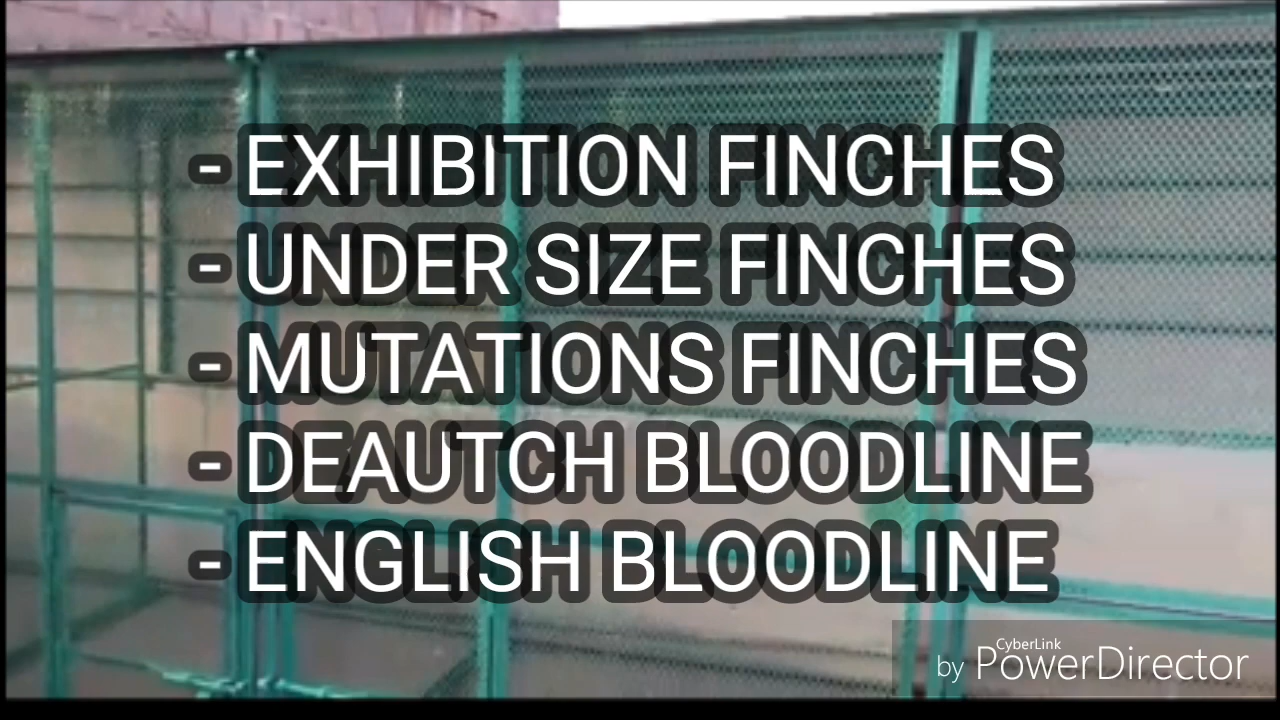 - EXHIBITION FINCHES
- UNDER SIZE FINCHES
- MUTATIONS FINCHES
- DEAUTCH BLOODLINE
- ENGLISH BLOODLINE
CyberLink
by PowerDirector